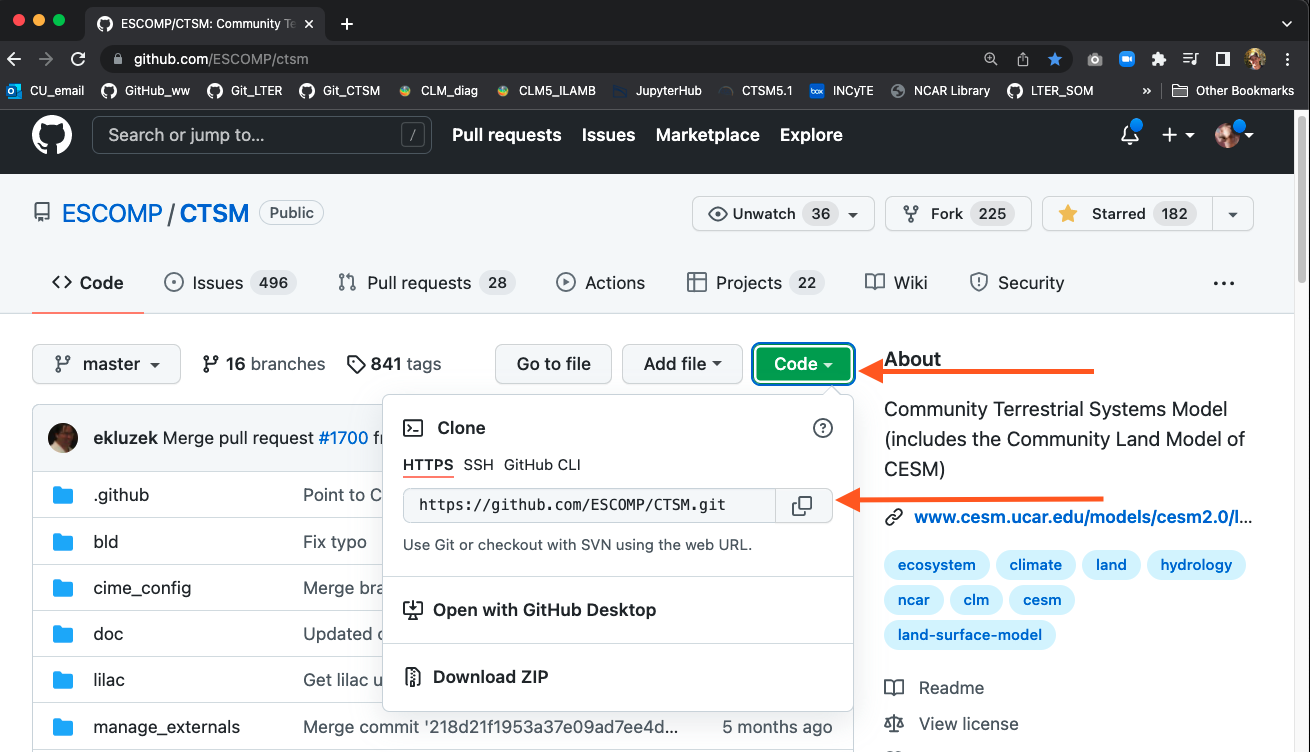 ESCOMP/CTSM: Community Te
github.com/ESCOMP/ctsm
CU_email GitHub_ww Git_LTER Git_CTSM CLM_diag CLM5_ILAMB JupyterHub CTSM5.1 box INCyTE NCAR Library LTER_SOM » Other Bookmarks
Search or jump to... / Pull requests Issues Marketplace Explore
ESCOMP / CTSM Public Unwatch 36 Fork 225 Starred 182
Code Issues 496 Pull requests 28 Actions Projects 22 Wiki Security ...
master 16 branches 841 tags Go to file Add file Code About
Community Terrestrial Systems Model
(includes the Community Land Model of
CESM)
www.cesm.ucar.edu/models/cesm2.0/l...
ecosystem climate land hydrology
ncar clm cesm
land-surface-model
Readme
View license
Clone
HTTPS SSH GitHub CLI
https://github.com/ESCOMP/CTSM.git
Use Git or checkout with SVN using the web URL.
Open with GitHub Desktop
Download ZIP
ekluzek Merge pull request #1700 fr
.github Point to C
bld Fix typo
cime_config Merge bra
doc Updated c
lilac Get lilac u
manage_externals Merge commit '218d21f1953a37e09ad7ee4d... 5 months ago